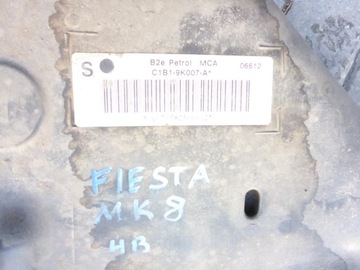 S
B2e Petrol MCA 06612
C1B1-9K007-A*
FIESTA
MK8
HB